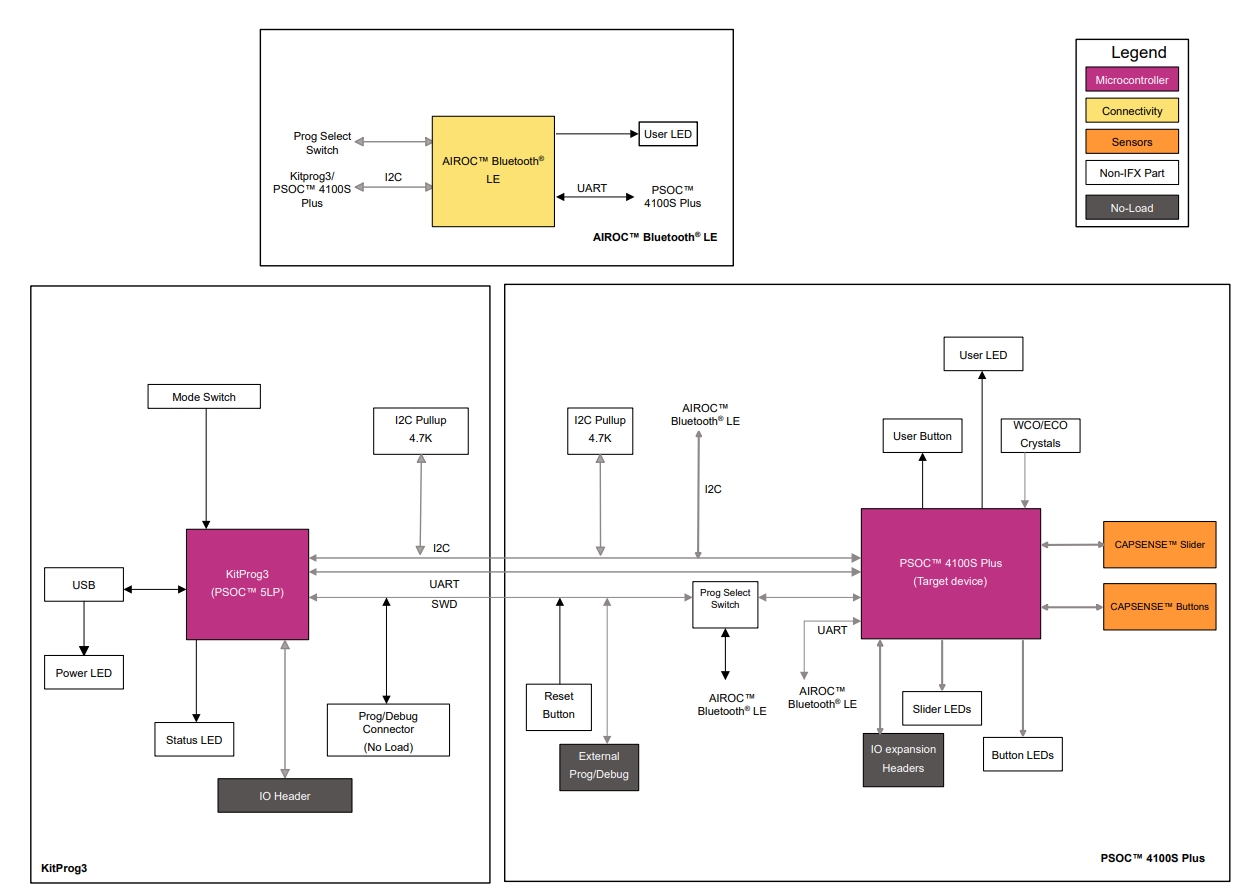 Legend
Microcontroller
Connectivity
Sensors
Non-IFX Part
No-Load
Prog Select
Switch
Kitprog3/
PSOC™ 4100S
Plus
I2C
AIROC™ Bluetooth®
LE
User LED
UART
PSOC™
4100S Plus
AIROC™ Bluetooth® LE
Mode Switch
I2C Pullup
4.7K
KitProg3
(PSOC™ 5LP)
USB
Power LED
Status LED
IO Header
Prog/Debug
Connector
(No Load)
I2C
UART
SWD
KitProg3
I2C Pullup
4.7K
AIROC™
Bluetooth® LE
I2C
User LED
User Button
WCO/ECO
Crystals
PSOC™ 4100S Plus
(Target device)
CAPSENSE™ Slider
CAPSENSE™ Buttons
Prog Select
Switch
UART
Reset
Button
External
Prog/Debug
AIROC™
Bluetooth® LE
AIROC™
Bluetooth® LE
Slider LEDs
IO expansion
Headers
Button LEDs
PSOC™ 4100S Plus